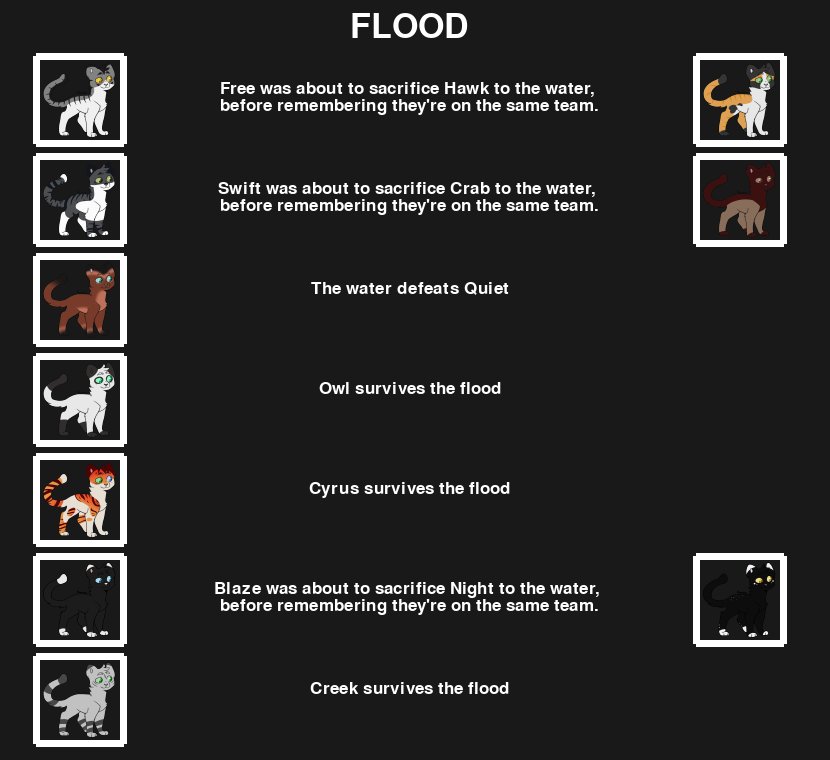 FLOOD
Free was about to sacrifice Hawk to the water,
before remembering they're on the same team.
Swift was about to sacrifice Crab to the water,
before remembering they're on the same team.
The water defeats Quiet
Owl survives the flood
Cyrus survives the flood
Blaze was about to sacrifice Night to the water,
before remembering they're on the same team.
Creek survives the flood